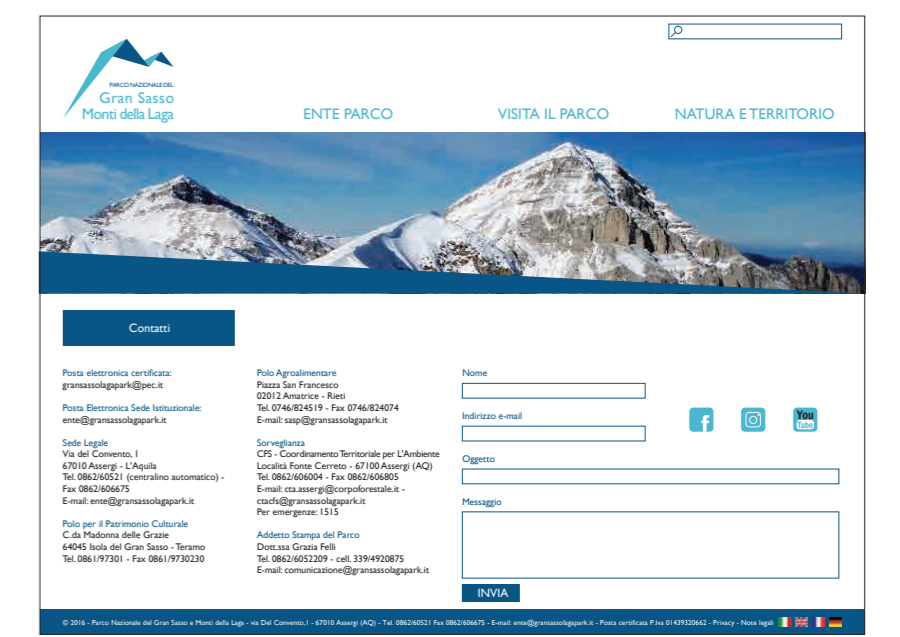 PARCO NAZIONALE DEL
Gran Sasso
Monti della Laga
ENTE PARCO
VISITA IL PARCO
NATURA E TERRITORIO
Contatti
Posta elettronica certificata:
gransassolagapark@pec.it
Posta Elettronica Sede Istituzionale:
ente@gransassolagapark.it
Sede Legale
Via del Convento, 1
67010 Assergi - L'Aquila
Tel. 0862/60521 (centralino automatico) -
Fax 0862/606675
E-mail: ente@gransassolagapark.it
Polo per il Patrimonio Culturale
C.da Madonna delle Grazie
64045 Isola del Gran Sasso - Teramo
Tel. 0861/97301 - Fax 0861/9730230
Polo Agroalimentare
Piazza San Francesco
02012 Amatrice - Rieti
Tel. 0746/824519 - Fax 0746/824074
E-mail: sasp@gransassolagapark.it
Sorveglianza
CFS - Coordinamento Territoriale per L'Ambiente
Località Fonte Cerreto - 67100 Assergi (AQ)
Tel. 0862/606004 - Fax 0862/606805
E-mail: cta.assergi@corpoforestale.it -
ctacfs@gransassolagapark.it
Per emergenze: 1515
Addetto Stampa del Parco
Dott.ssa Grazia Felli
Tel. 0862/6052209 - cell. 339/4920875
E-mail: comunicazione@gransassolagapark.it
Nome
Indirizzo e-mail
Oggetto
Messaggio
INVIA
You
Tube
© 2016 - Parco Nazionale del Gran Sasso e Monti della Laga - via Del Convento,1 - 67010 Assergi (AQ) - Tel. 0862/60521 Fax 0862/606675 - E-mail: ente@gransassolagapark.it - Posta certificata P.Iva 01439320662 - Privacy - Note legali